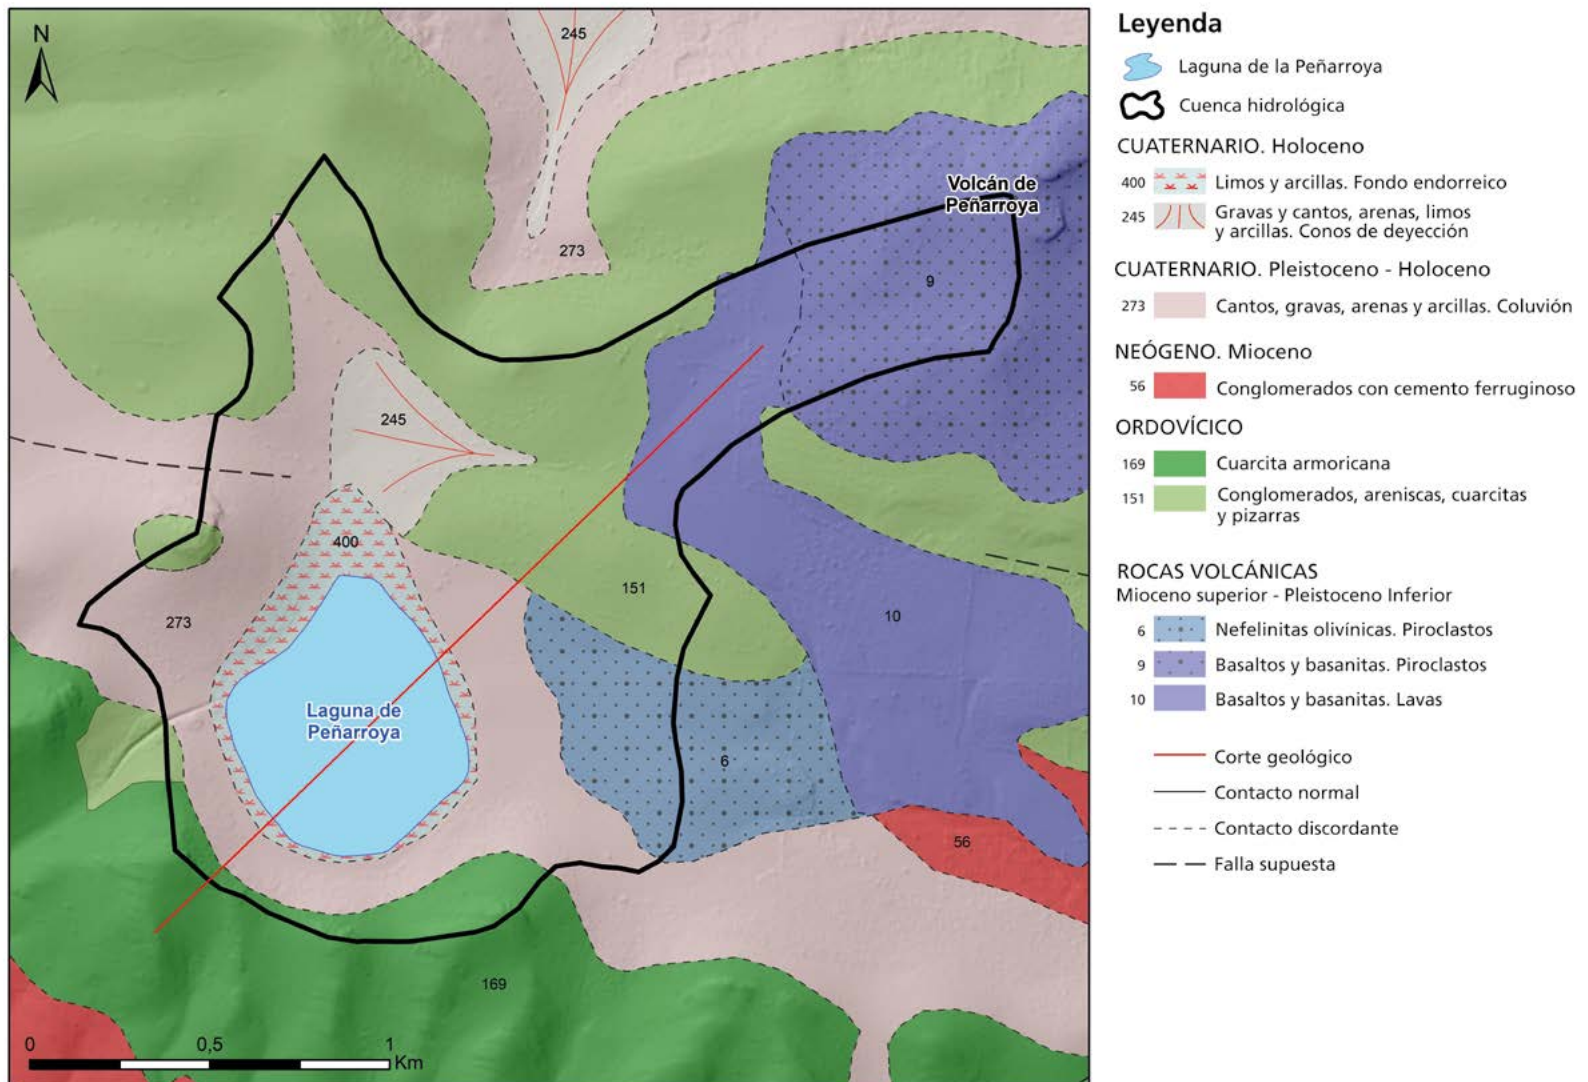 N
245
273
Volcán de
Peñarroya
9
245
400
151
273
10
Laguna de
Peñarroya
6
56
169
0
0,5
1
Km
Leyenda
Laguna de la Peñarroya
Cuenca hidrológica
CUATERNARIO. Holoceno
400 Limos y arcillas. Fondo endorreico
245 Gravas y cantos, arenas, limos
y arcillas. Conos de deyección
CUATERNARIO. Pleistoceno - Holoceno
273 Cantos, gravas, arenas y arcillas. Coluvión
NEÓGENO. Mioceno
56 Conglomerados con cemento ferruginoso
ORDOVÍCICO
169 Cuarcita armoricana
151 Conglomerados, areniscas, cuarcitas
y pizarras
ROCAS VOLCÁNICAS
Mioceno superior - Pleistoceno Inferior
6 Nefelinitas olivínicas. Piroclastos
9 Basaltos y basanitas. Piroclastos
10 Basaltos y basanitas. Lavas
Corte geológico
Contacto normal
Contacto discordante
Falla supuesta